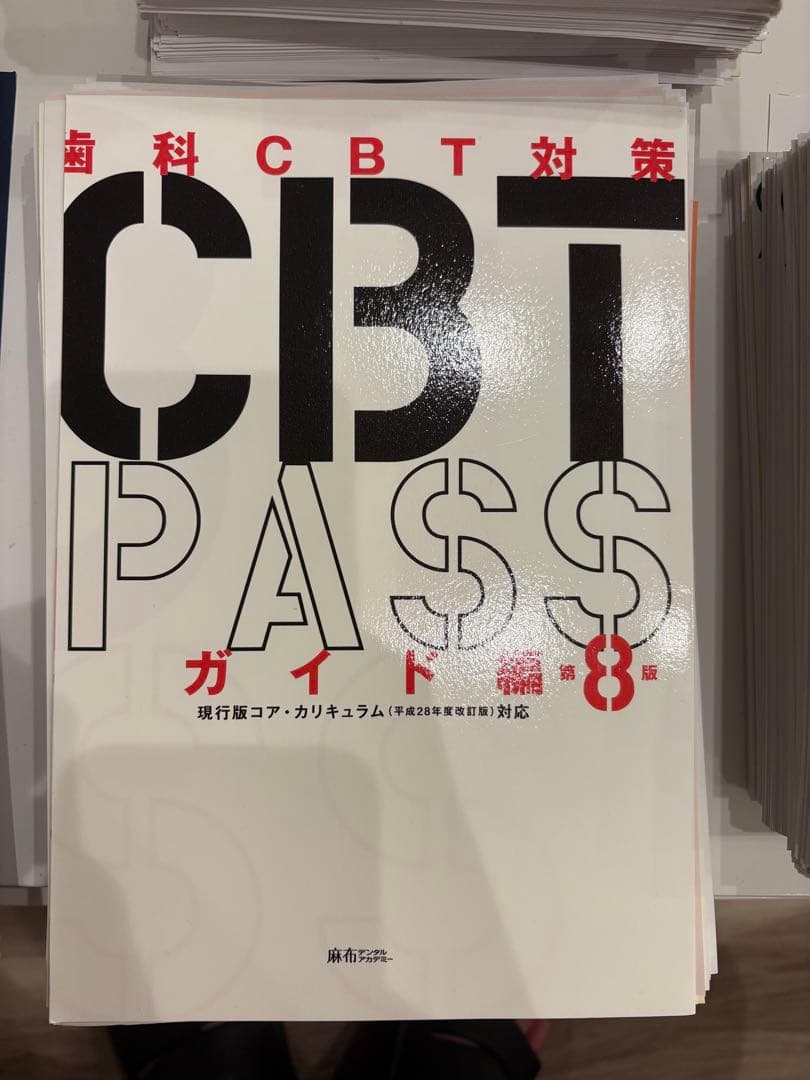 歯科CBT対策
CBT
PASS
ガイド編 第8版
現行版コア・カリキュラム(平成28年度改訂版)対応
麻布デンタルアカデミー